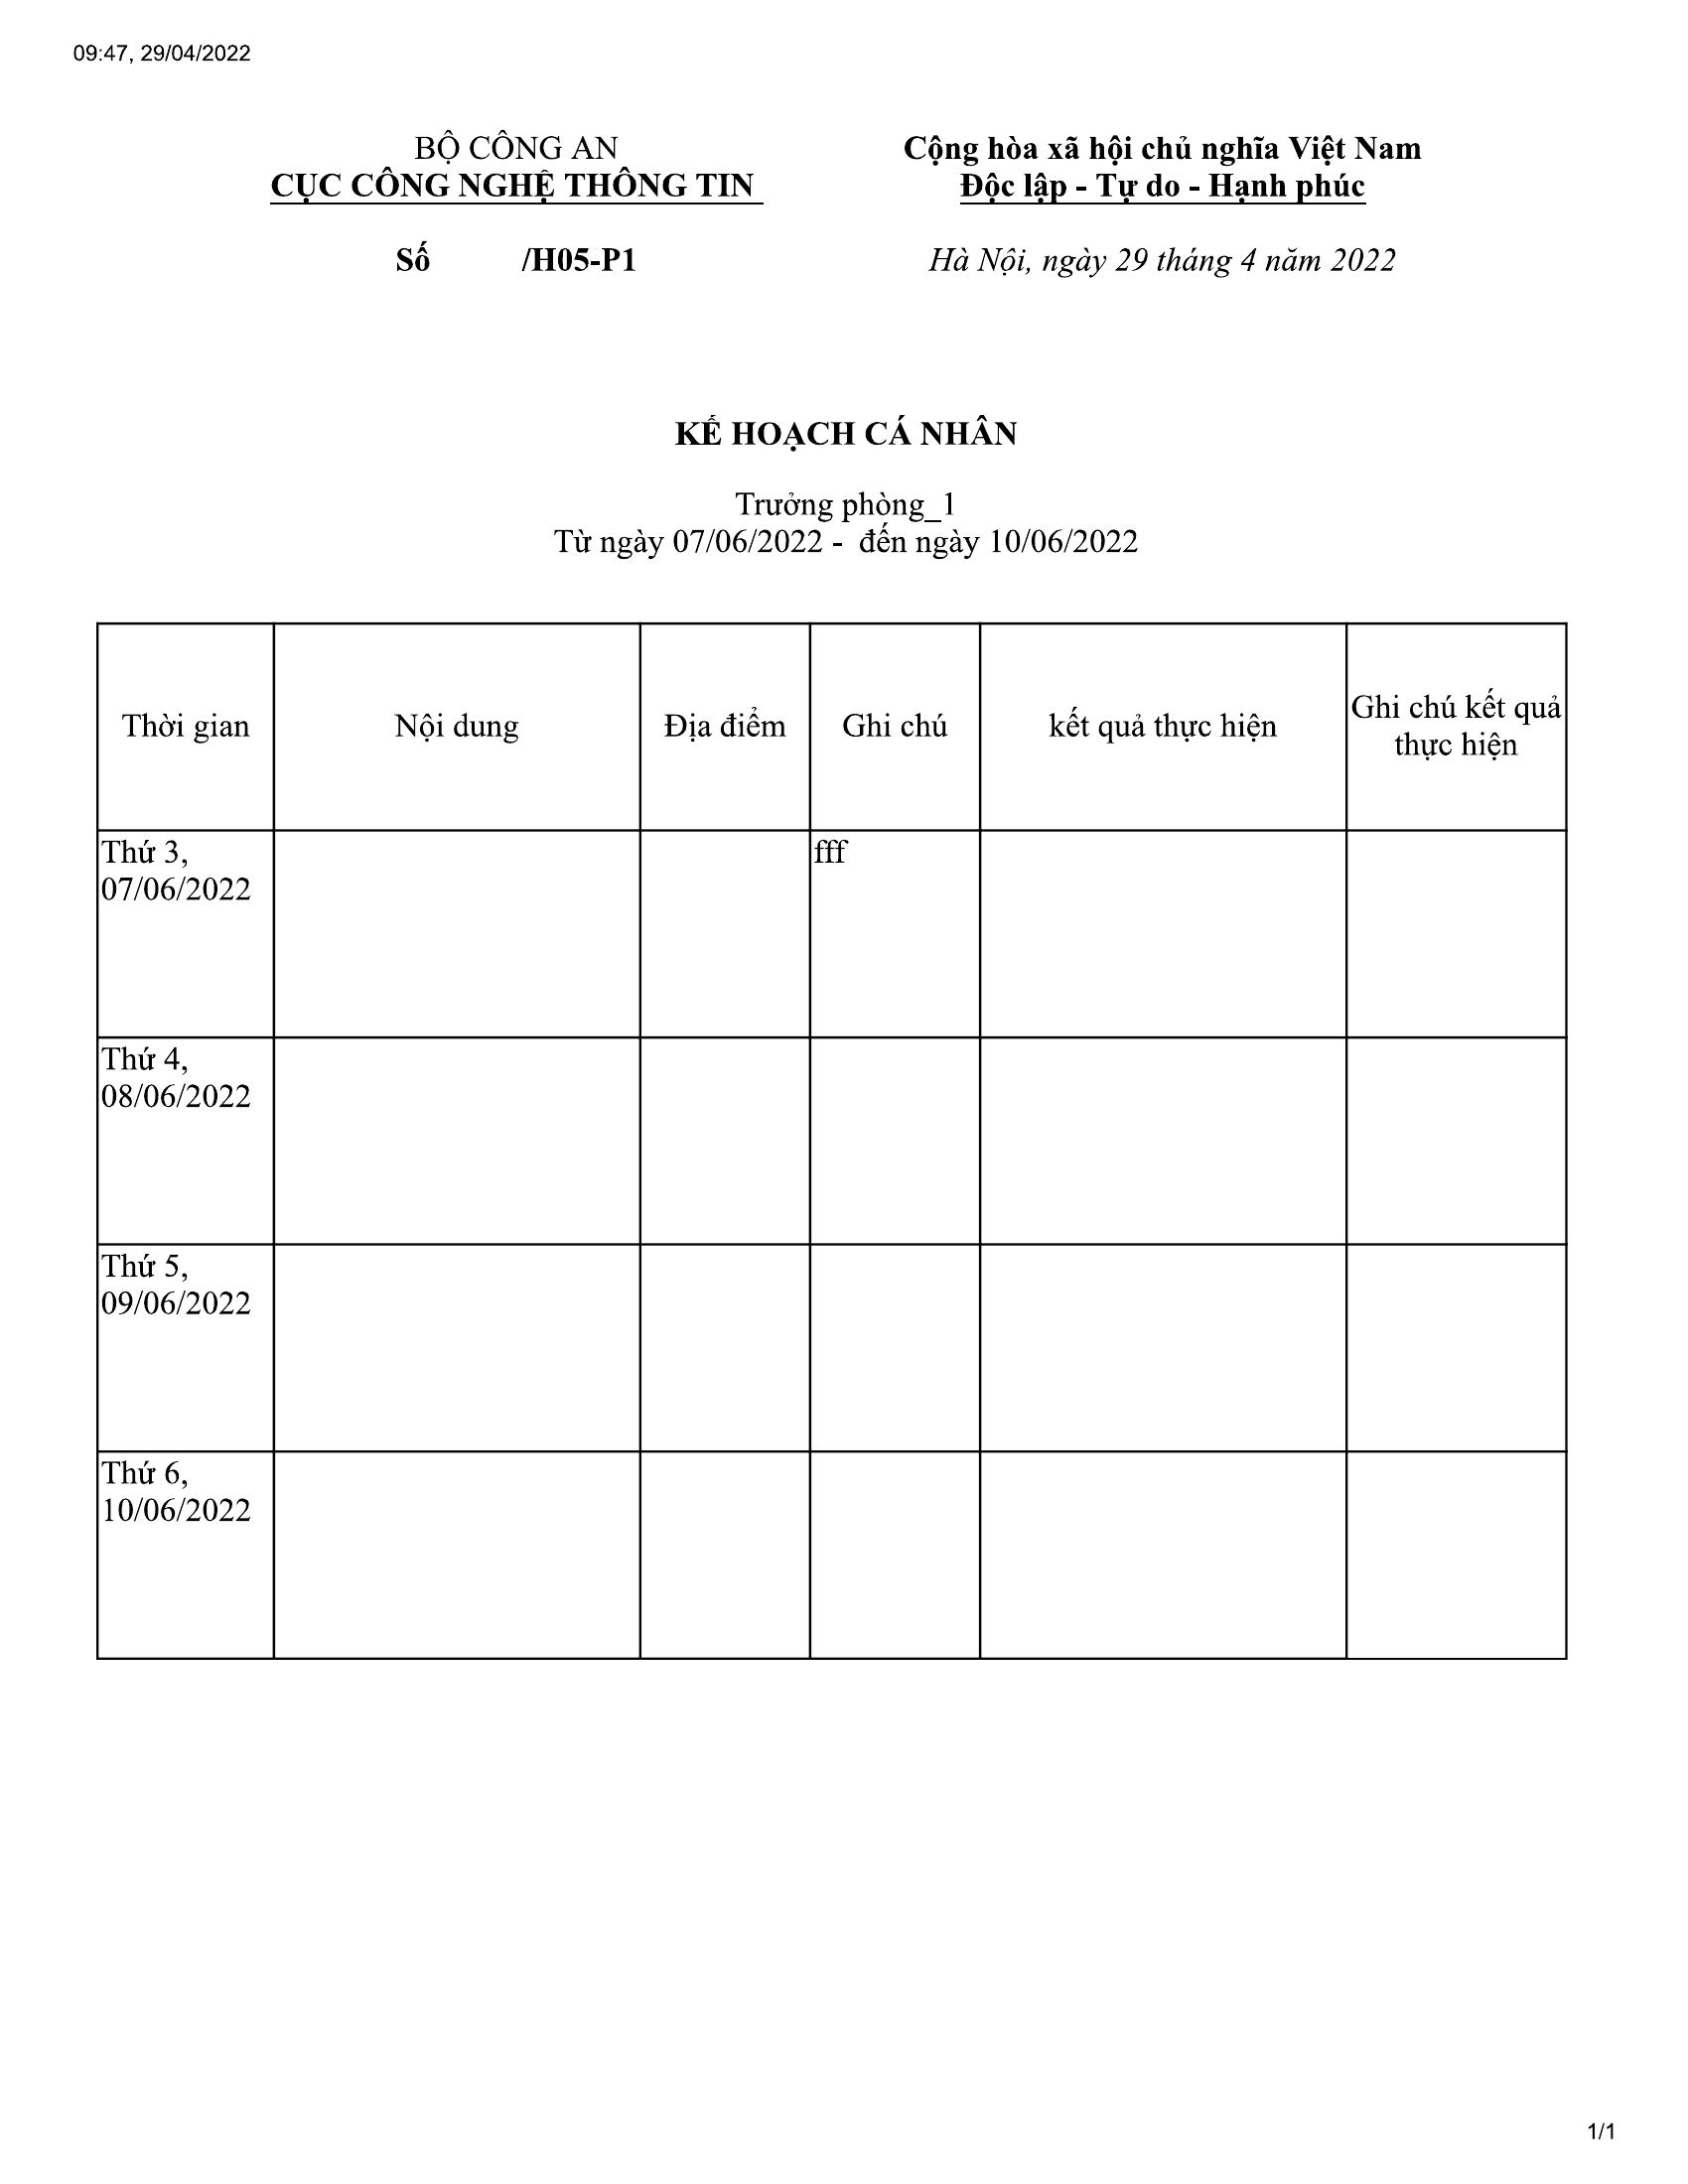 09:47, 29/04/2022
BỘ CÔNG AN
CỤC CÔNG NGHỆ THÔNG TIN
Cộng hòa xã hội chủ nghĩa Việt Nam
Độc lập - Tự do - Hạnh phúc
Số /H05-P1
Hà Nội, ngày 29 tháng 4 năm 2022
KẾ HOẠCH CÁ NHÂN
Trưởng phòng_1
Từ ngày 07/06/2022 - đến ngày 10/06/2022
Thời gian
Nội dung
Địa điểm
Ghi chú
kết quả thực hiện
Ghi chú kết quả
thực hiện
Thứ 3,
07/06/2022
fff
Thứ 4,
08/06/2022
Thứ 5,
09/06/2022
Thứ 6,
10/06/2022
1/1